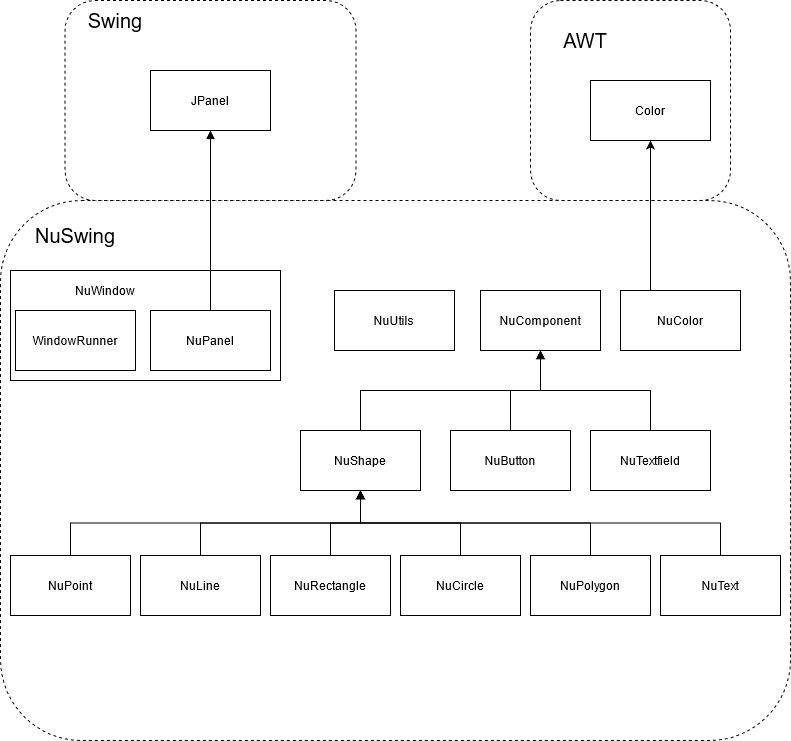 Swing
AWT
JPanel
Color
NuSwing
NuWindow
WindowRunner
NuPanel
NuUtils
NuComponent
NuColor
NuShape
NuButton
NuTextfield
NuPoint
NuLine
NuRectangle
NuCircle
NuPolygon
NuText